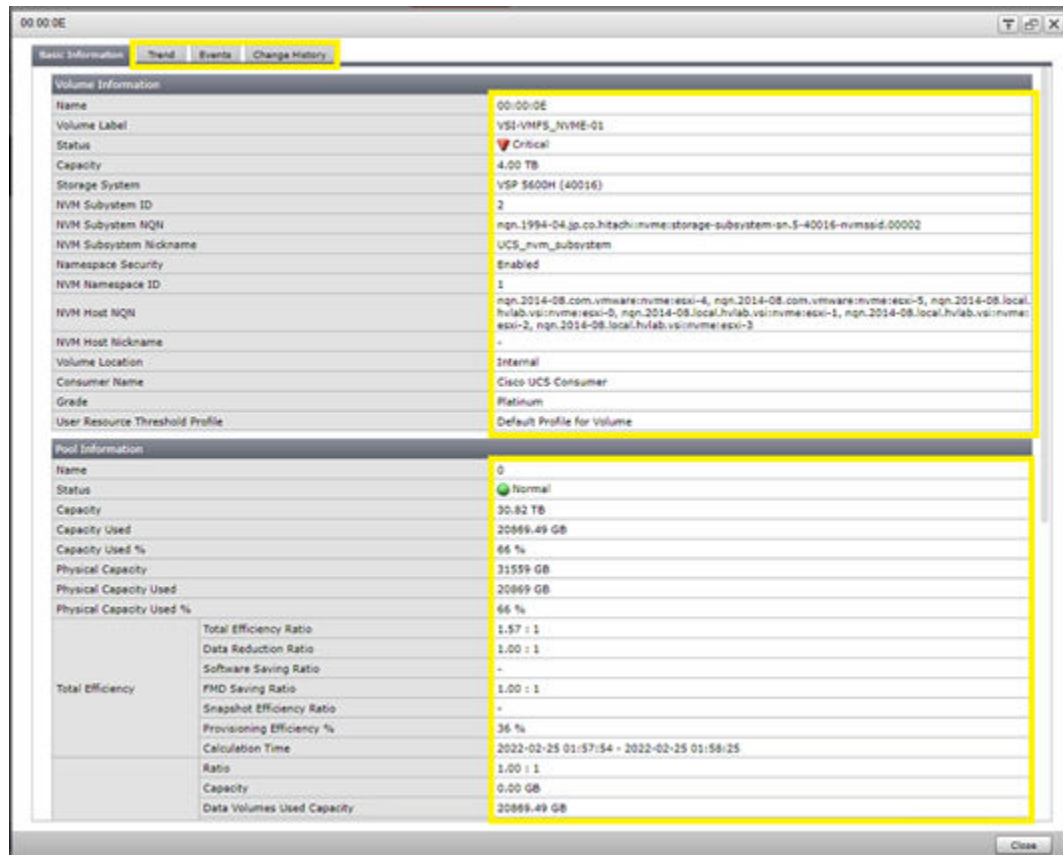 00:00:0E
Basic Information Trend Events Change History
Volume Information
Name 00:00:0E
Volume Label VSI-VMFS_NVME-01
Status Critical
Capacity 4.00 TB
Storage System VSP 5600H (40016)
NVM Subystem ID 2
NVM Subystem NQN nqn.1994-04.jp.co.hitachi:nvme:storage-subsystem-sn.5-40016-nvmssid.00002
NVM Subsystem Nickname UCS_nvm_subsystem
Namespace Security Enabled
NVM Namespace ID 1
NVM Host NQN nqn.2014-08.com.vmware:nvme:esxi-4, nqn.2014-08.com.vmware:nvme:esxi-5, nqn.2014-08.local.
hvlab.vsi:nvme:esxi-0, nqn.2014-08.local.hvlab.vsi:nvme:esxi-1, nqn.2014-08.local.hvlab.vsi:nvme:
esxi-2, nqn.2014-08.local.hvlab.vsi:nvme:esxi-3
NVM Host Nickname -
Volume Location Internal
Consumer Name Cisco UCS Consumer
Grade Platinum
User Resource Threshold Profile Default Profile for Volume
Pool Information
Name 0
Status Normal
Capacity 30.82 TB
Capacity Used 20869.49 GB
Capacity Used % 66 %
Physical Capacity 31559 GB
Physical Capacity Used 20869 GB
Physical Capacity Used % 66 %
Total Efficiency Ratio 1.57 : 1
Data Reduction Ratio 1.00 : 1
Software Saving Ratio -
Total Efficiency FMD Saving Ratio 1.00 : 1
Snapshot Efficiency Ratio -
Provisioning Efficiency % 36 %
Calculation Time 2022-02-25 01:57:54 - 2022-02-25 01:58:25
Ratio 1.00 : 1
Capacity 0.00 GB
Data Volumes Used Capacity 20869.49 GB
Close